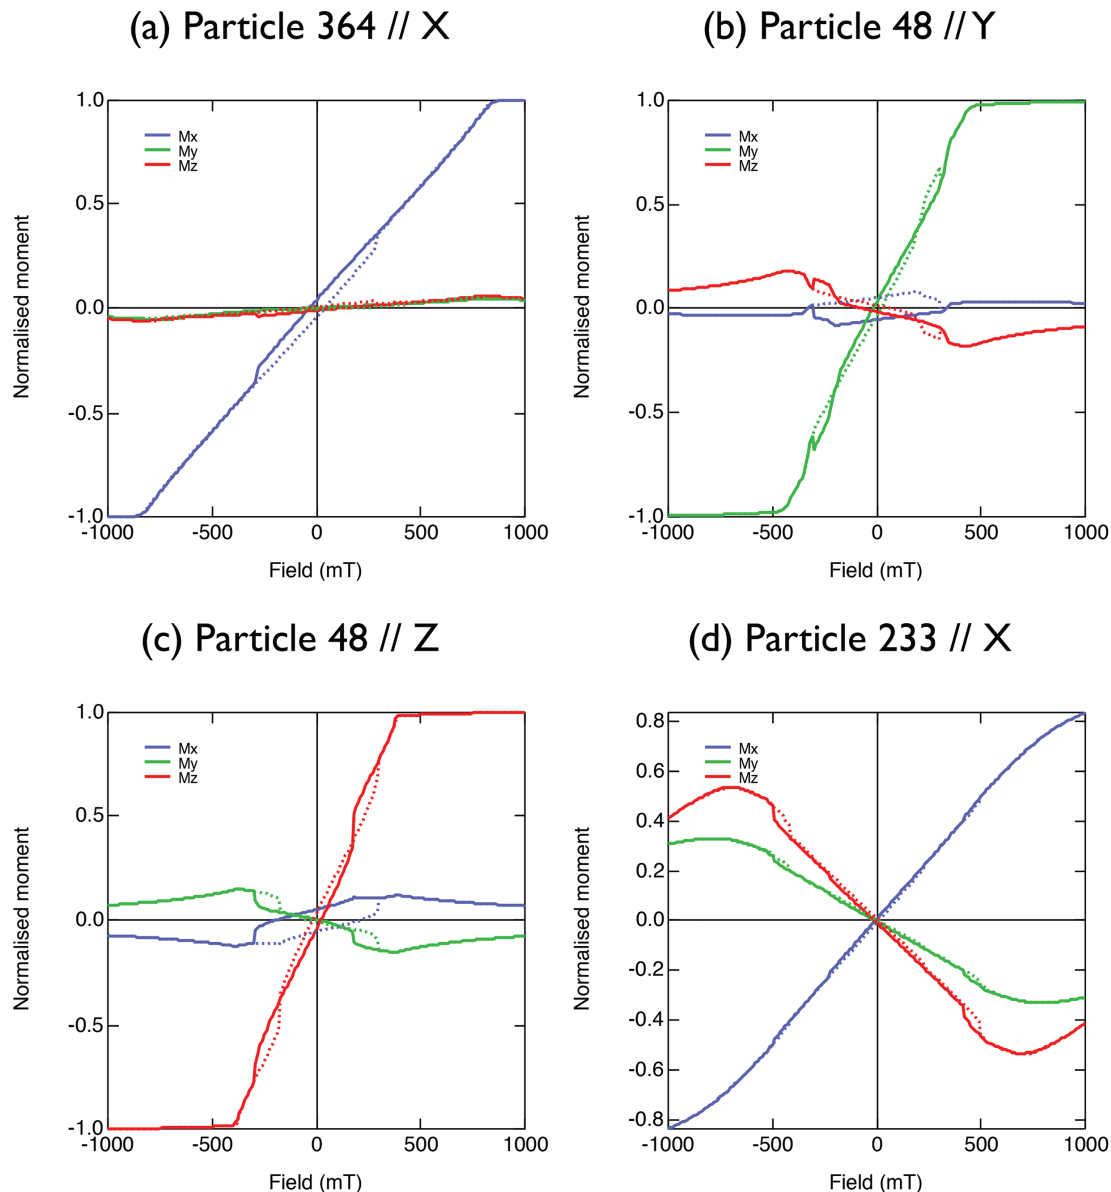 (a) Particle 364 // X
1.0
Mx
My
Mz
0.5
Normalised moment
0.0
-0.5
-1.0
-1000 -500 0 500 1000
Field (mT)
(b) Particle 48 // Y
1.0
Mx
My
Mz
0.5
Normalised moment
0.0
-0.5
-1.0
-1000 -500 0 500 1000
Field (mT)
(c) Particle 48 // Z
1.0
Mx
My
Mz
0.5
Normalised moment
0.0
-0.5
-1.0
-1000 -500 0 500 1000
Field (mT)
(d) Particle 233 // X
0.8
Mx
My
Mz
0.6
0.4
0.2
Normalised moment
0.0
-0.2
-0.4
-0.6
-0.8
-1000 -500 0 500 1000
Field (mT)